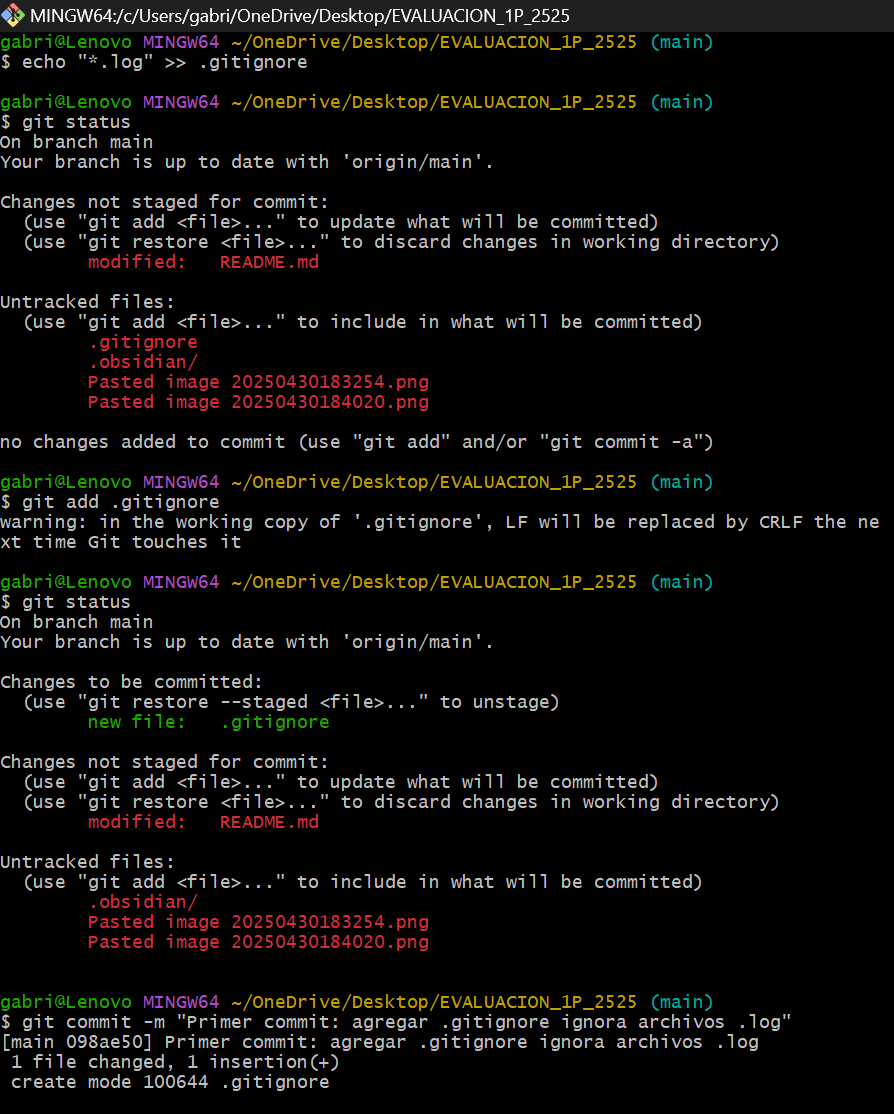 MINGW64:/c/Users/gabri/OneDrive/Desktop/EVALUACION_1P_2525
gabri@Lenovo MINGW64 ~/OneDrive/Desktop/EVALUACION_1P_2525 (main)
$ echo "*.log" >> .gitignore
gabri@Lenovo MINGW64 ~/OneDrive/Desktop/EVALUACION_1P_2525 (main)
$ git status
On branch main
Your branch is up to date with 'origin/main'.
Changes not staged for commit:
  (use "git add <file>..." to update what will be committed)
  (use "git restore <file>..." to discard changes in working directory)
        modified:   README.md
Untracked files:
  (use "git add <file>..." to include in what will be committed)
        .gitignore
        .obsidian/
        Pasted image 20250430183254.png
        Pasted image 20250430184020.png
no changes added to commit (use "git add" and/or "git commit -a")
gabri@Lenovo MINGW64 ~/OneDrive/Desktop/EVALUACION_1P_2525 (main)
$ git add .gitignore
warning: in the working copy of '.gitignore', LF will be replaced by CRLF the ne
xt time Git touches it
gabri@Lenovo MINGW64 ~/OneDrive/Desktop/EVALUACION_1P_2525 (main)
$ git status
On branch main
Your branch is up to date with 'origin/main'.
Changes to be committed:
  (use "git restore --staged <file>..." to unstage)
        new file:   .gitignore
Changes not staged for commit:
  (use "git add <file>..." to update what will be committed)
  (use "git restore <file>..." to discard changes in working directory)
        modified:   README.md
Untracked files:
  (use "git add <file>..." to include in what will be committed)
        .obsidian/
        Pasted image 20250430183254.png
        Pasted image 20250430184020.png
gabri@Lenovo MINGW64 ~/OneDrive/Desktop/EVALUACION_1P_2525 (main)
$ git commit -m "Primer commit: agregar .gitignore ignora archivos .log"
[main 098ae50] Primer commit: agregar .gitignore ignora archivos .log
 1 file changed, 1 insertion(+)
 create mode 100644 .gitignore